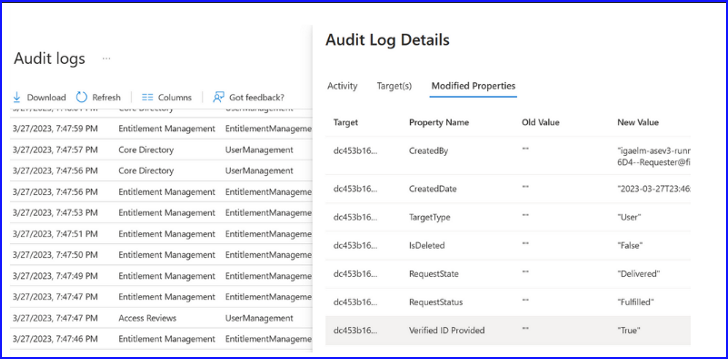 Audit logs ...
Download Refresh Columns Got feedback?
3/27/2023, 7:47:59 PM Entitlement Management EntitlementManageme
3/27/2023, 7:47:57 PM Core Directory UserManagement
3/27/2023, 7:47:56 PM Core Directory UserManagement
3/27/2023, 7:47:56 PM Entitlement Management EntitlementManageme
3/27/2023, 7:47:53 PM Entitlement Management EntitlementManageme
3/27/2023, 7:47:51 PM Entitlement Management EntitlementManageme
3/27/2023, 7:47:50 PM Entitlement Management EntitlementManageme
3/27/2023, 7:47:49 PM Entitlement Management EntitlementManageme
3/27/2023, 7:47:47 PM Entitlement Management EntitlementManageme
3/27/2023, 7:47:47 PM Access Reviews UserManagement
3/27/2023, 7:47:46 PM Entitlement Management EntitlementManageme
Audit Log Details
Activity Target(s) Modified Properties
Target Property Name Old Value New Value
dc453b16... CreatedBy "" "igaelm-asev3-runr
6D4--Requester@fi
dc453b16... CreatedDate "" "2023-03-27T23:46:
dc453b16... TargetType "" "User"
dc453b16... IsDeleted "" "False"
dc453b16... RequestState "" "Delivered"
dc453b16... RequestStatus "" "Fulfilled"
dc453b16... Verified ID Provided "" "True"